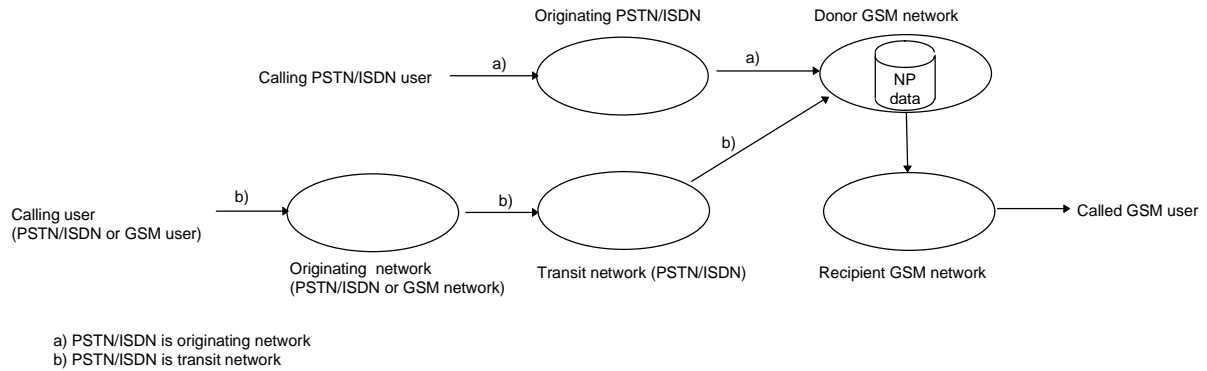 Originating PSTN/ISDN
Donor GSM network
Calling PSTN/ISDN user
a)
a)
NP
data
b)
b)
b)
Calling user
(PSTN/ISDN or GSM user)
Called GSM user
Originating network
(PSTN/ISDN or GSM network)
Transit network (PSTN/ISDN)
Recipient GSM network
a) PSTN/ISDN is originating network
b) PSTN/ISDN is transit network